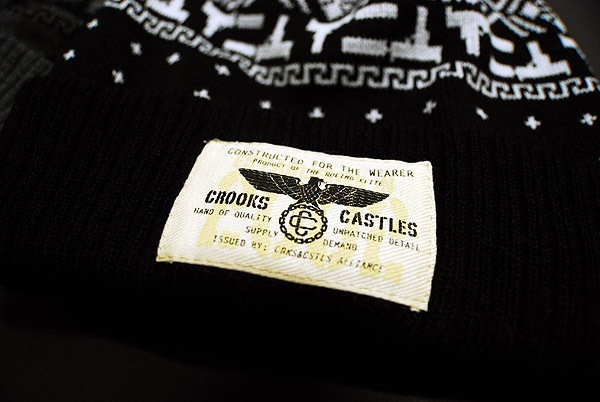 CONSTRUCTED FOR THE WEARER
PRODUCT OF THE RULING ELITE
CROOKS CASTLES
HAND OF QUALITY UNMATCHED DETAIL
CC
SUPPLY DEMAND
ISSUED BY: CRKS&CSTLS ALLIANCE